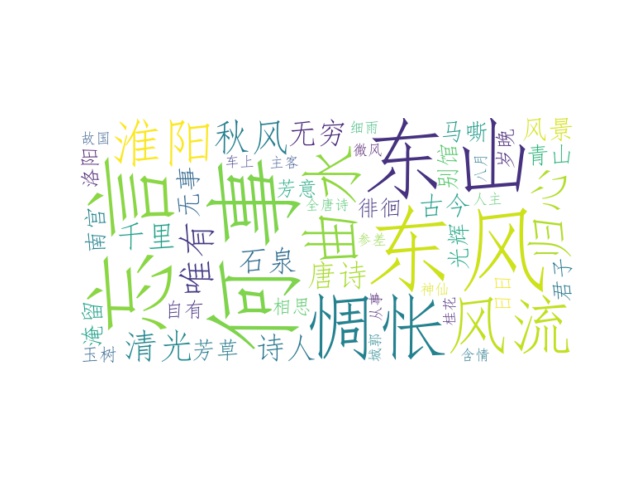 故国
洛阳
淮阳
秋风
无穷
细雨
微风
东山
马嘶
别馆
岁晚
风景
青山
八月
忘言
何事
车上
主客
芳意
无事
南宫
千里
唯有
曲水
全唐诗
徘徊
古今
人主
归心
石泉
唐诗
参差
东风
光辉
君子
神仙
日日
淹留
自有
相思
从事
桂花
惆怅
风流
玉树
清光
芳草
诗人
城郭
含情